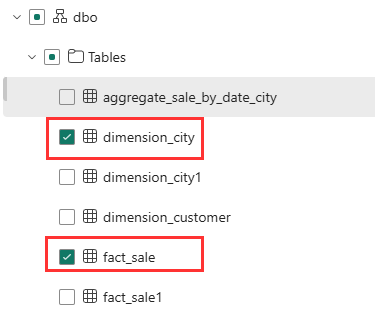 dbo
Tables
aggregate_sale_by_date_city
dimension_city
dimension_city1
dimension_customer
fact_sale
fact_sale1